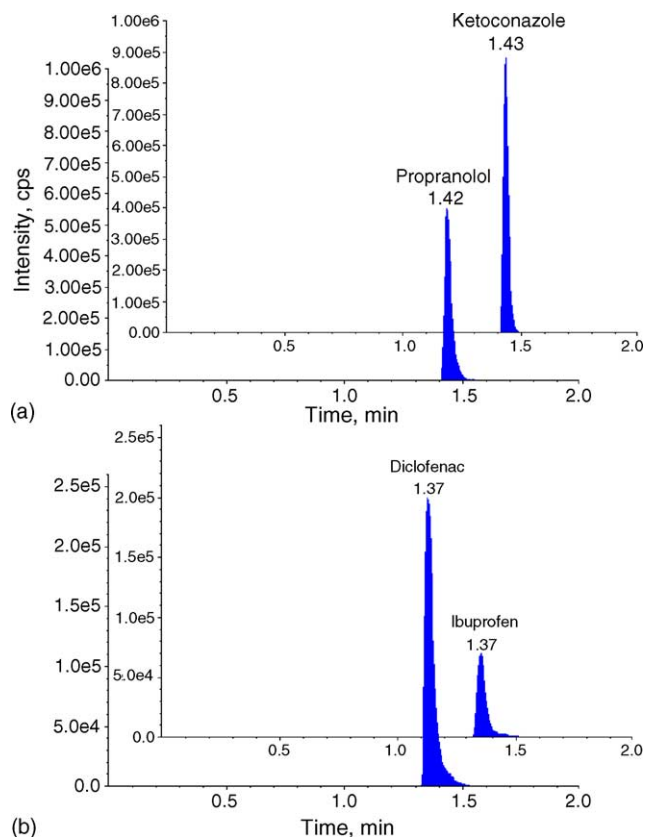 Ketoconazole
1.43
1.00e6
9.00e5
8.00e5
7.00e5
6.00e5
5.00e5
4.00e5
3.00e5
2.00e5
1.00e5
0.00
0.5
1.0
1.5
2.0
Propranolol
1.42
1.00e6
9.00e5
8.00e5
7.00e5
6.00e5
5.00e5
4.00e5
3.00e5
2.00e5
1.00e5
0.00
Intensity, cps
0.5
1.0
1.5
2.0
Time, min
(a)
2.5e5
2.0e5
1.5e5
1.0e5
5.0e4
0.0
0.5
1.0
1.5
2.0
Diclofenac
1.37
Ibuprofen
1.37
2.5e5
2.0e5
1.5e5
1.0e5
5.0e4
0.0
0.5
1.0
1.5
2.0
Time, min
(b)